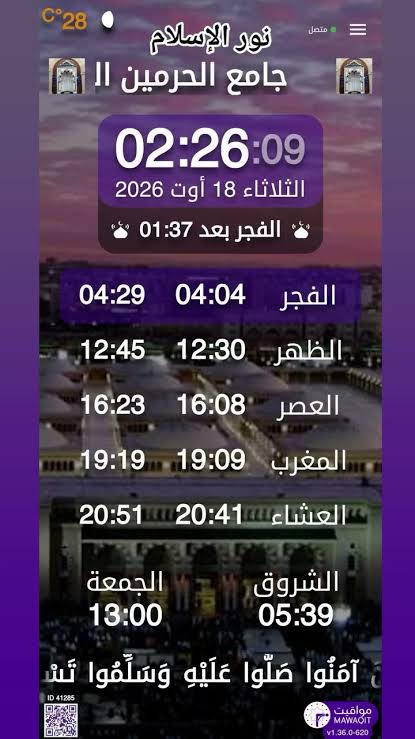 28°C
متصل
نور الإسلام
جامع الحرمين ال
02:26:09
الثلاثاء 18 أوت 2026
الفجر بعد 01:37
الفجر 04:04 04:29
الظهر 12:30 12:45
العصر 16:08 16:23
المغرب 19:09 19:19
العشاء 20:41 20:51
الشروق الجمعة
05:39 13:00
آمَنُوا صَلُّوا عَلَيْهِ وَسَلِّمُوا تَسْ
ID 41285
مواقيت
MAWAQIT
v1.36.0-620